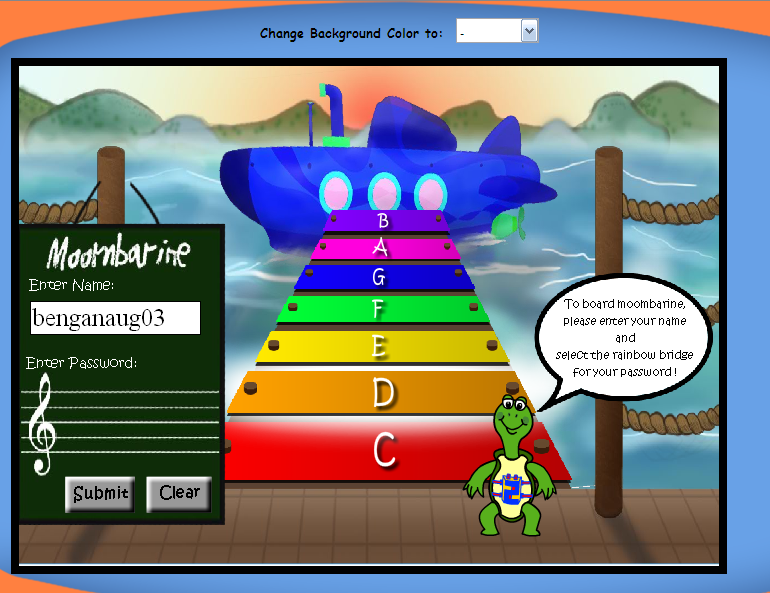 Change Background Color to:
-
B
A
G
F
E
D
C
Moombarine
Enter Name:
benganaug03
Enter Password:
Submit
Clear
To board moombarine,
please enter your name
and
select the rainbow bridge
for your password!